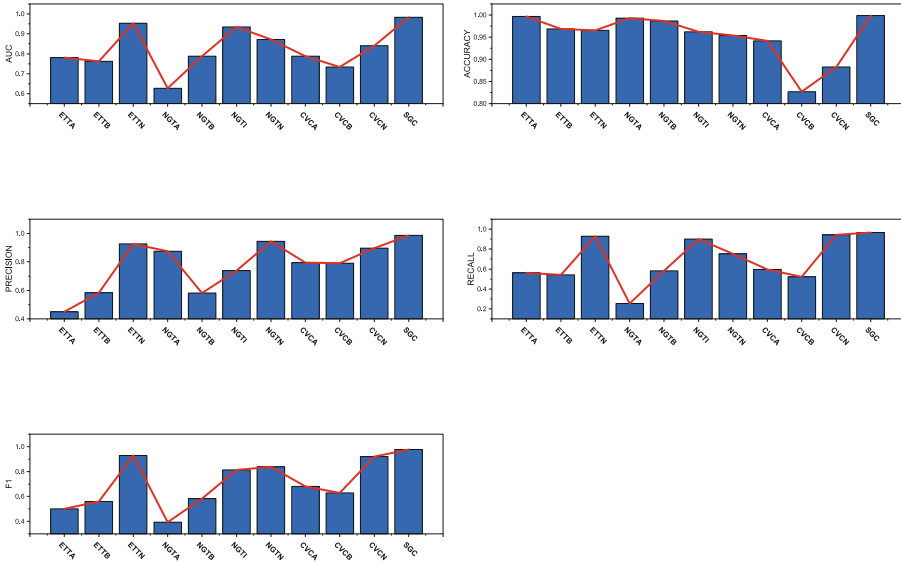 AUC
1.0
0.9
0.8
0.7
0.6
ETTA ETTB ETTN NGTA NGTB NGTI NGTN CVCA CVCB CVCN SGC
ACCURACY
1.00
0.95
0.90
0.85
0.80
ETTA ETTB ETTN NGTA NGTB NGTI NGTN CVCA CVCB CVCN SGC
PRECISION
1.0
0.8
0.6
0.4
ETTA ETTB ETTN NGTA NGTB NGTI NGTN CVCA CVCB CVCN SGC
RECALL
1.0
0.8
0.6
0.4
0.2
ETTA ETTB ETTN NGTA NGTB NGTI NGTN CVCA CVCB CVCN SGC
F1
1.0
0.8
0.6
0.4
ETTA ETTB ETTN NGTA NGTB NGTI NGTN CVCA CVCB CVCN SGC